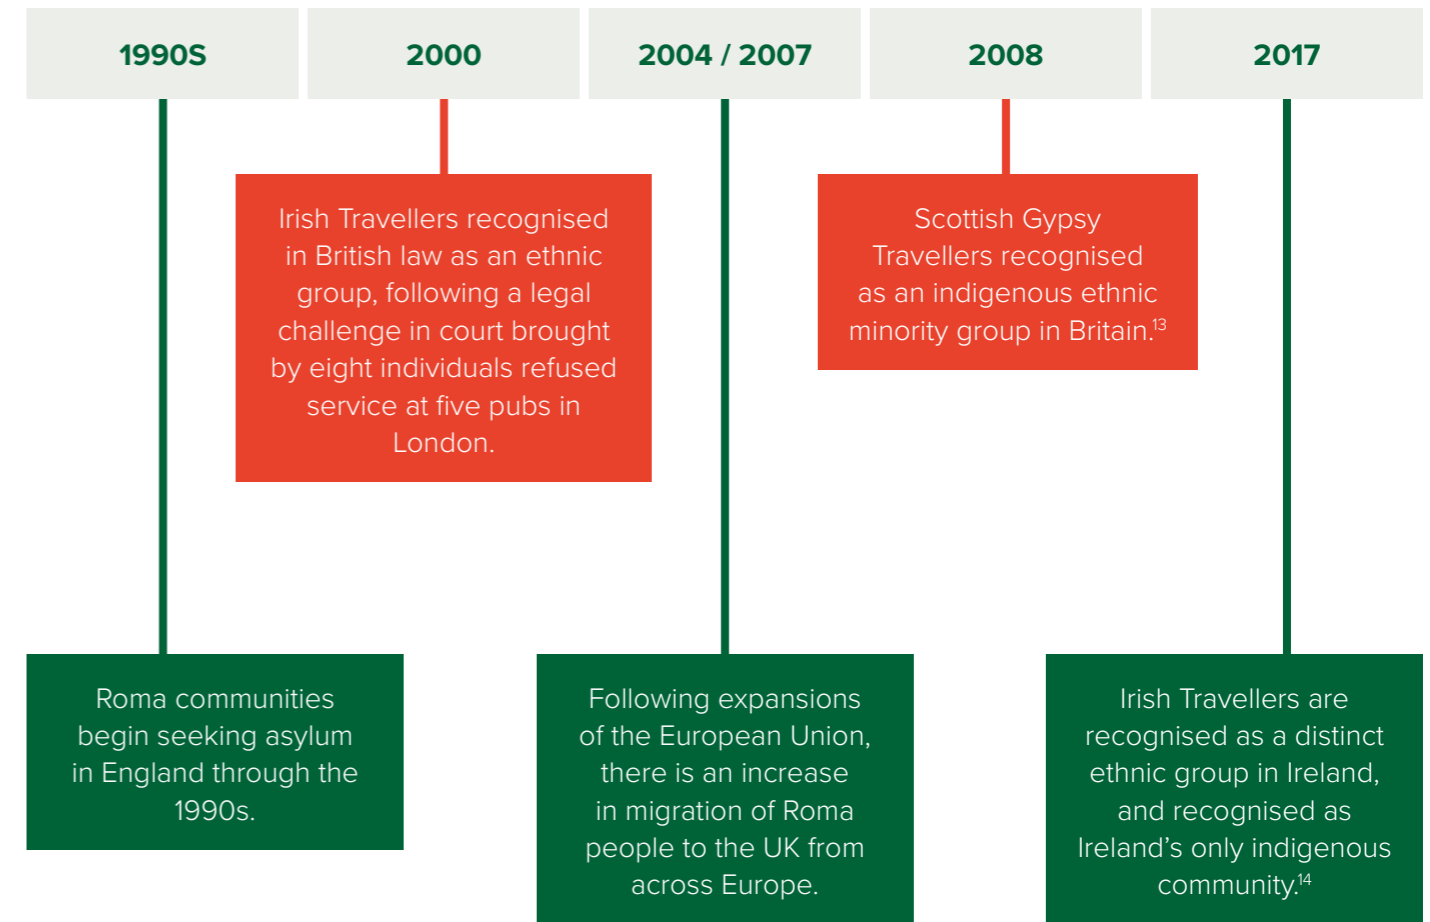 1990S
2000
2004 / 2007
2008
2017
Irish Travellers recognised
in British law as an ethnic
group, following a legal
challenge in court brought
by eight individuals refused
service at five pubs in
London.
Scottish Gypsy
Travellers recognised
as an indigenous ethnic
minority group in Britain.13
Roma communities
begin seeking asylum
in England through the
1990s.
Following expansions
of the European Union,
there is an increase
in migration of Roma
people to the UK from
across Europe.
Irish Travellers are
recognised as a distinct
ethnic group in Ireland,
and recognised as
Ireland’s only indigenous
community.14